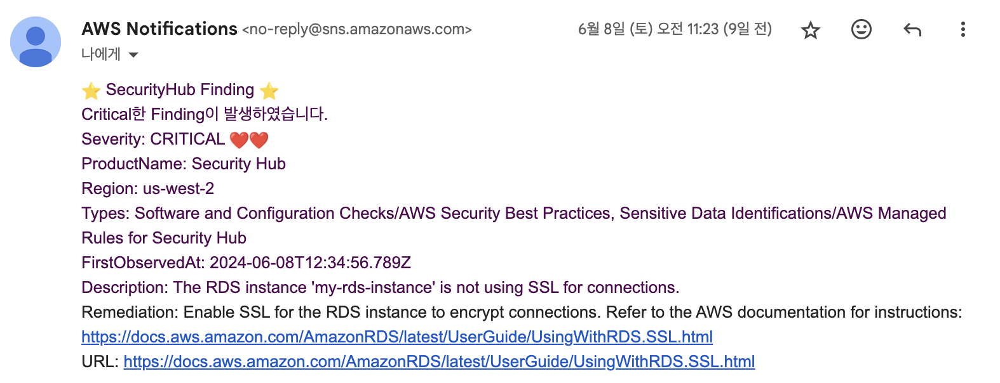 AWS Notifications <no-reply@sns.amazonaws.com>
6월 8일 (토) 오전 11:23 (9일 전)
나에게
⭐ SecurityHub Finding ⭐
Critical한 Finding이 발생하였습니다.
Severity: CRITICAL ❤️❤️
ProductName: Security Hub
Region: us-west-2
Types: Software and Configuration Checks/AWS Security Best Practices, Sensitive Data Identifications/AWS Managed
Rules for Security Hub
FirstObservedAt: 2024-06-08T12:34:56.789Z
Description: The RDS instance 'my-rds-instance' is not using SSL for connections.
Remediation: Enable SSL for the RDS instance to encrypt connections. Refer to the AWS documentation for instructions:
https://docs.aws.amazon.com/AmazonRDS/latest/UserGuide/UsingWithRDS.SSL.html
URL: https://docs.aws.amazon.com/AmazonRDS/latest/UserGuide/UsingWithRDS.SSL.html